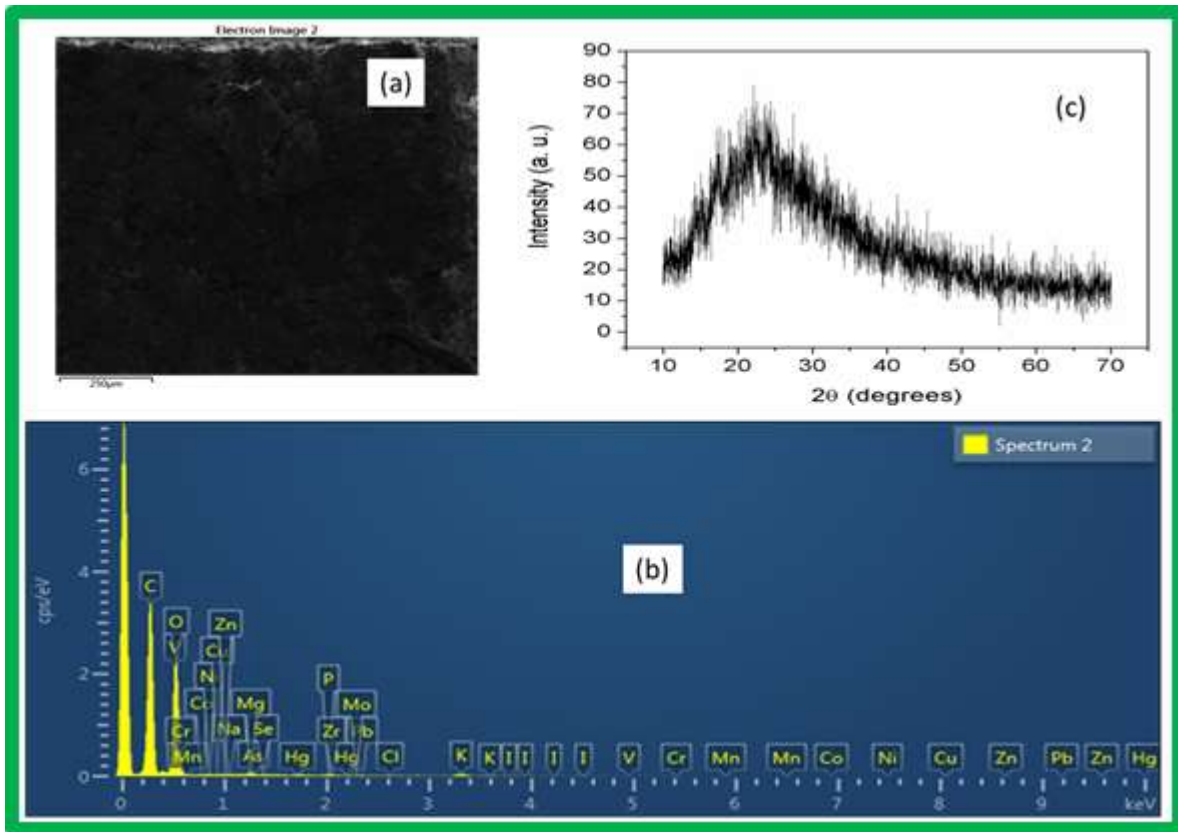 Electron Image 2
(a)
250µm
90
80
70
60
50
40
30
20
10
0
Intensity (a. u.)
(c)
10 20 30 40 50 60 70
2θ (degrees)
Spectrum 2
(b)
cps/eV
6
4
2
0
C
O
V
Zn
Cu
N
P
Co
Mg
Mo
Cr
Na
Se
Zr
Pb
Mn
As
Hg
Hg
Cl
K
K
I
I
I
I
V
Cr
Mn
Mn
Co
Ni
Cu
Zn
Pb
Zn
Hg
0 1 2 3 4 5 6 7 8 9 keV